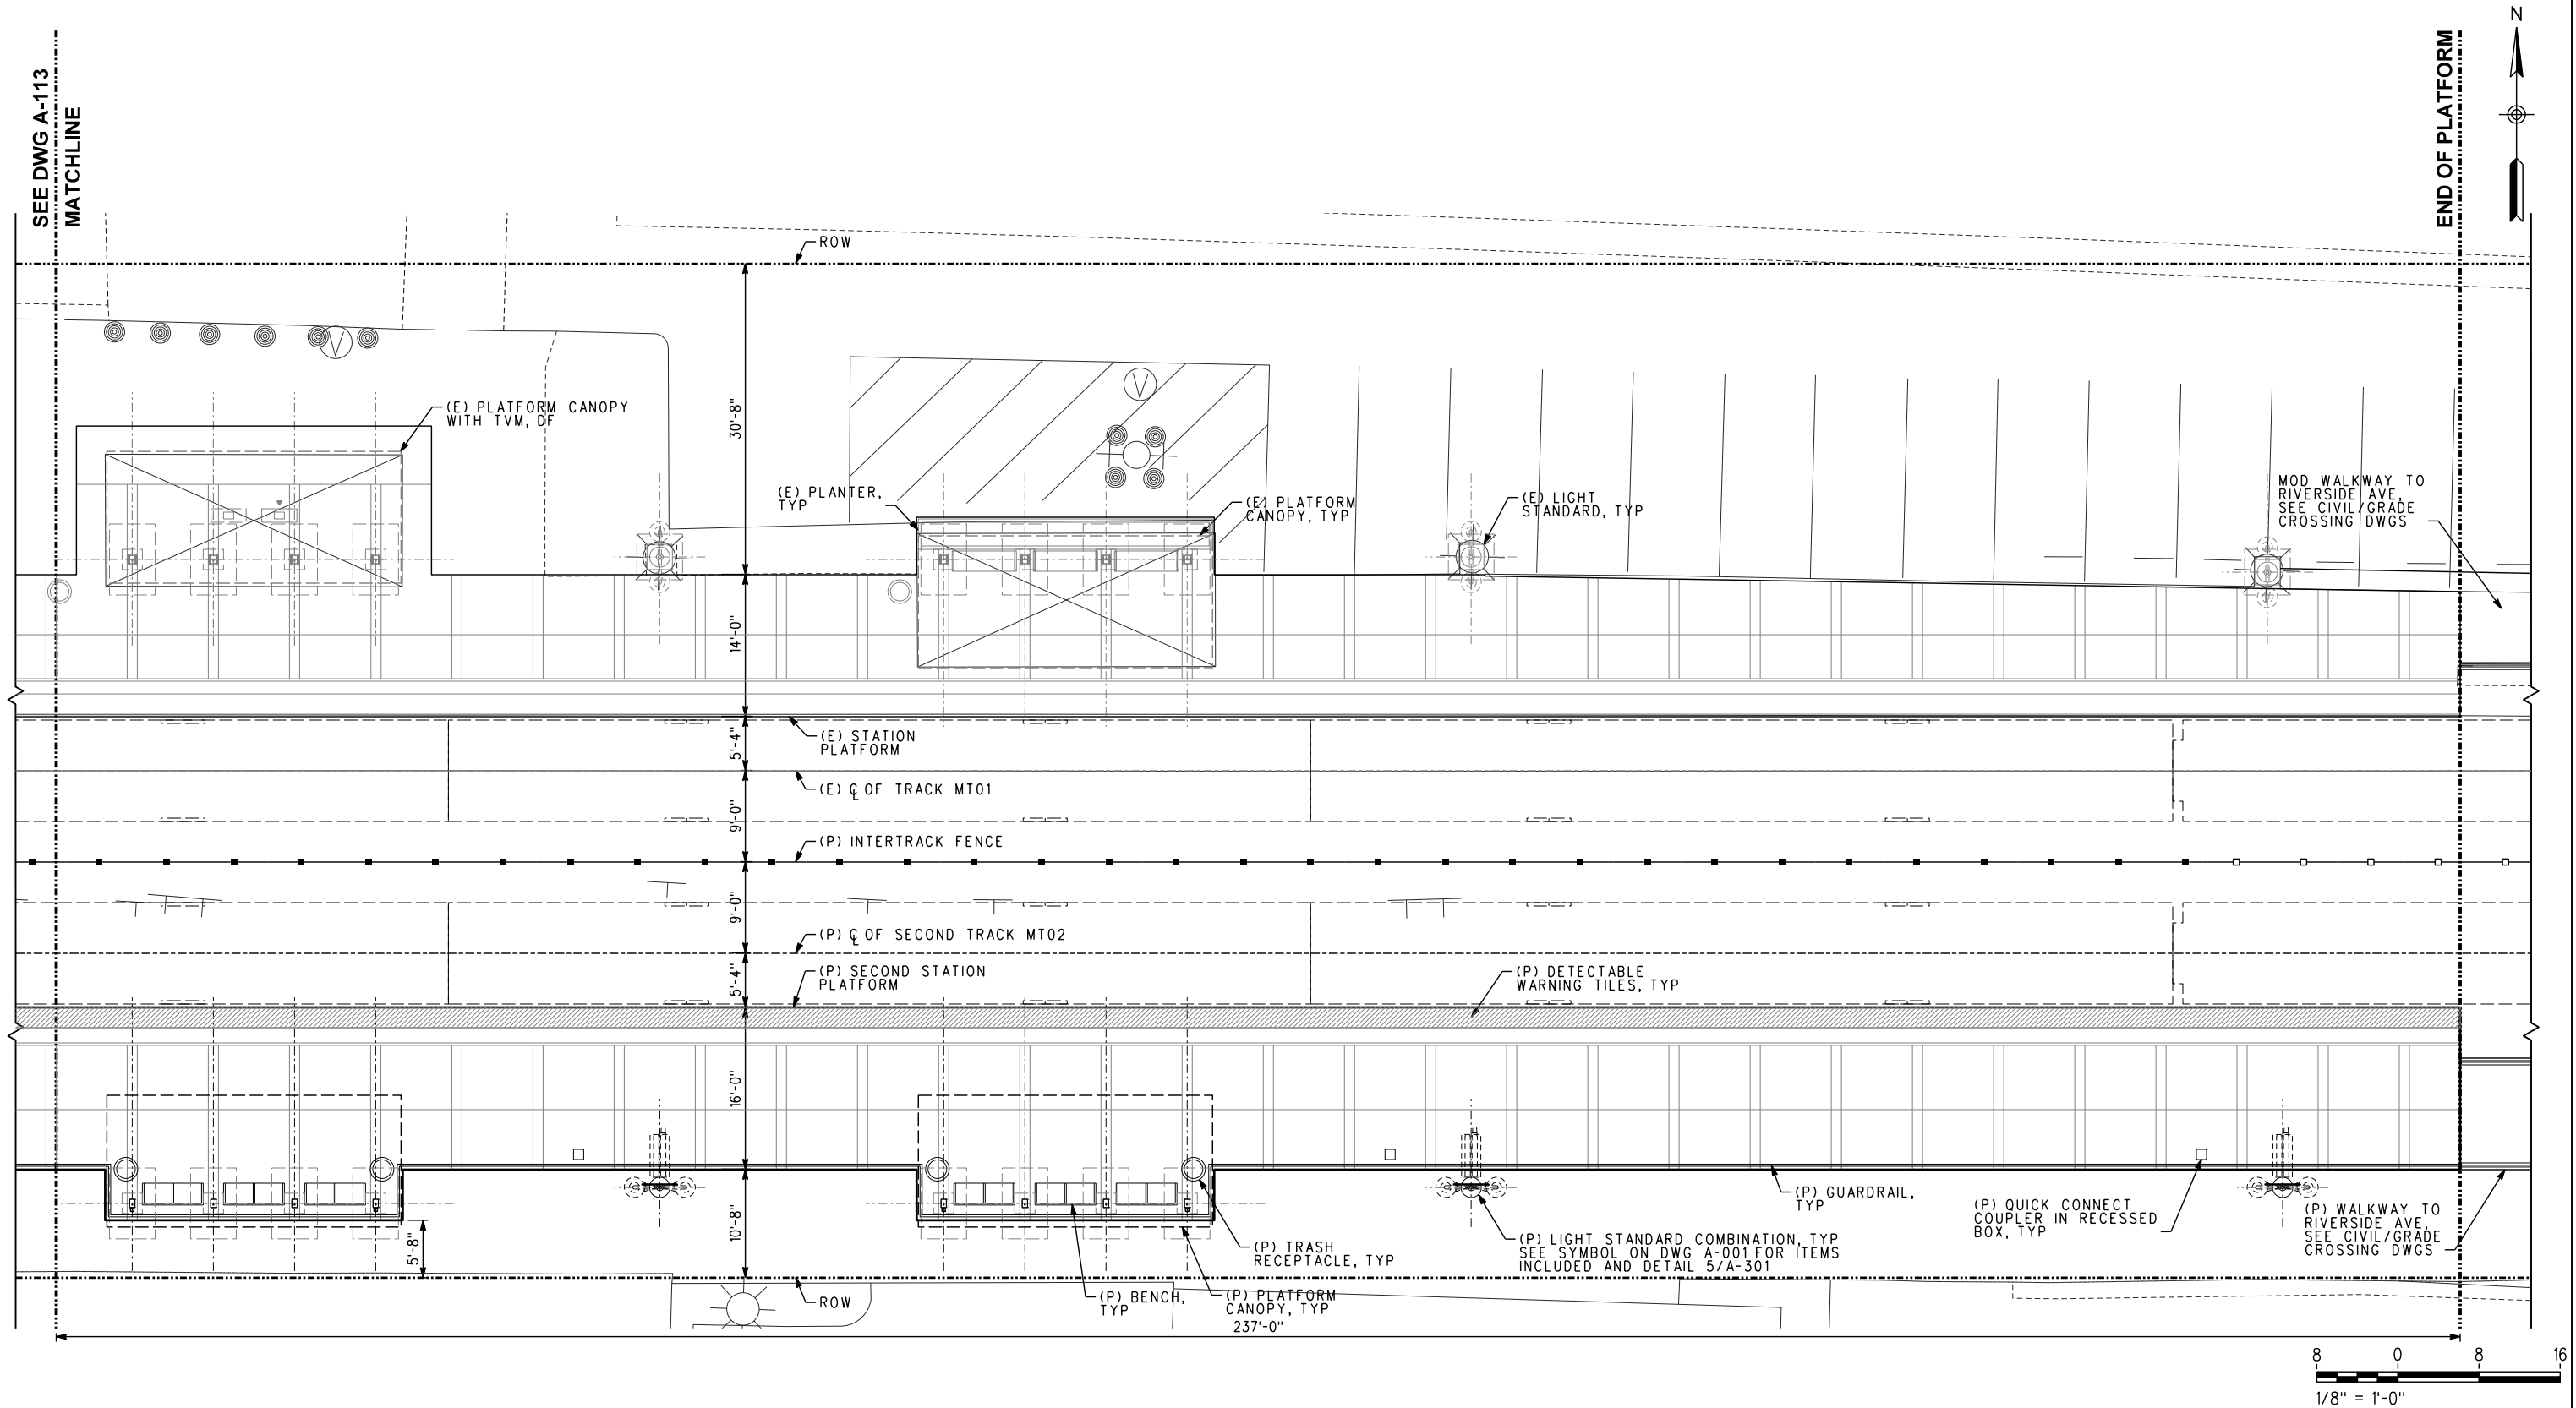 N
SEE DWG A-113
MATCHLINE
END OF PLATFORM
ROW
(E) PLATFORM CANOPY
WITH TVM, DF
30'-8"
(E) PLANTER,
TYP
(E) PLATFORM
CANOPY, TYP
(E) LIGHT
STANDARD, TYP
MOD WALKWAY TO
RIVERSIDE AVE,
SEE CIVIL/GRADE
CROSSING DWGS
14'-0"
(E) STATION
PLATFORM
5'-4"
(E) ℄ OF TRACK MT01
9'-0"
(P) INTERTRACK FENCE
9'-0"
(P) ℄ OF SECOND TRACK MT02
5'-4"
(P) SECOND STATION
PLATFORM
(P) DETECTABLE
WARNING TILES, TYP
16'-0"
(P) GUARDRAIL,
TYP
(P) QUICK CONNECT
COUPLER IN RECESSED
BOX, TYP
(P) WALKWAY TO
RIVERSIDE AVE,
SEE CIVIL/GRADE
CROSSING DWGS
10'-8"
5'-8"
(P) TRASH
RECEPTACLE, TYP
(P) LIGHT STANDARD COMBINATION, TYP
SEE SYMBOL ON DWG A-001 FOR ITEMS
INCLUDED AND DETAIL 5/A-301
ROW
(P) BENCH,
TYP
(P) PLATFORM
CANOPY, TYP
237'-0"
8 0 8 16
1/8" = 1'-0"